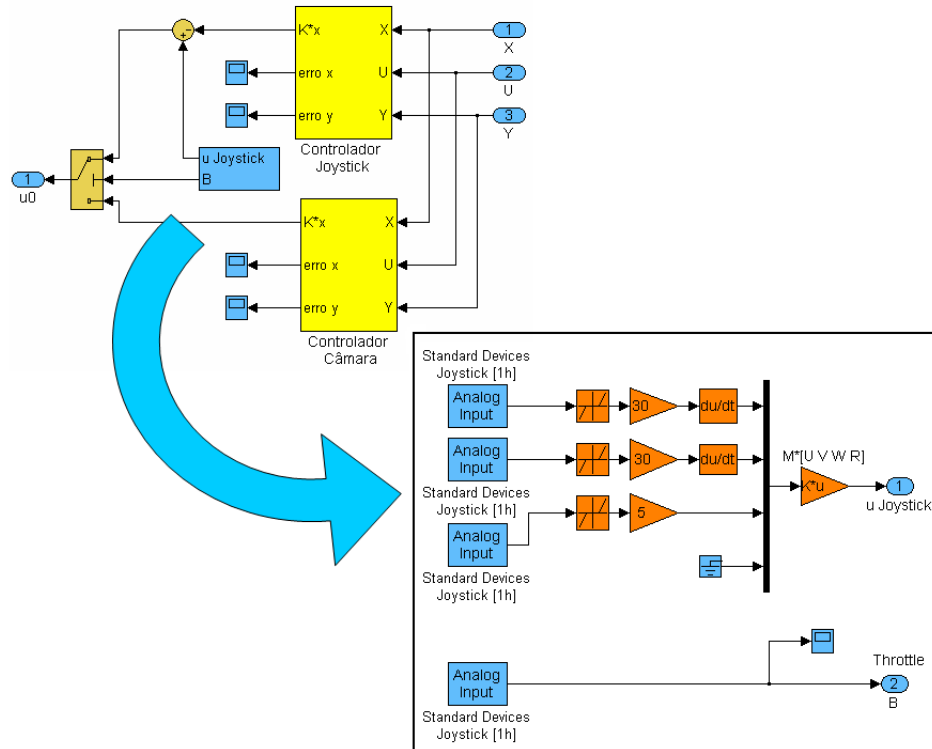 K*x
X
1
X
erro x
U
2
U
erro y
Y
3
Y
Controlador
Joystick
u Joystick
B
1
u0
K*x
X
erro x
U
erro y
Y
Controlador
Câmara
Standard Devices
Joystick [1h]
Analog
Input
30
du/dt
Analog
Input
30
du/dt
Standard Devices
Joystick [1h]
M*[U V W R]
K*u
1
u Joystick
Analog
Input
5
Standard Devices
Joystick [1h]
Analog
Input
Standard Devices
Joystick [1h]
Throttle
2
B